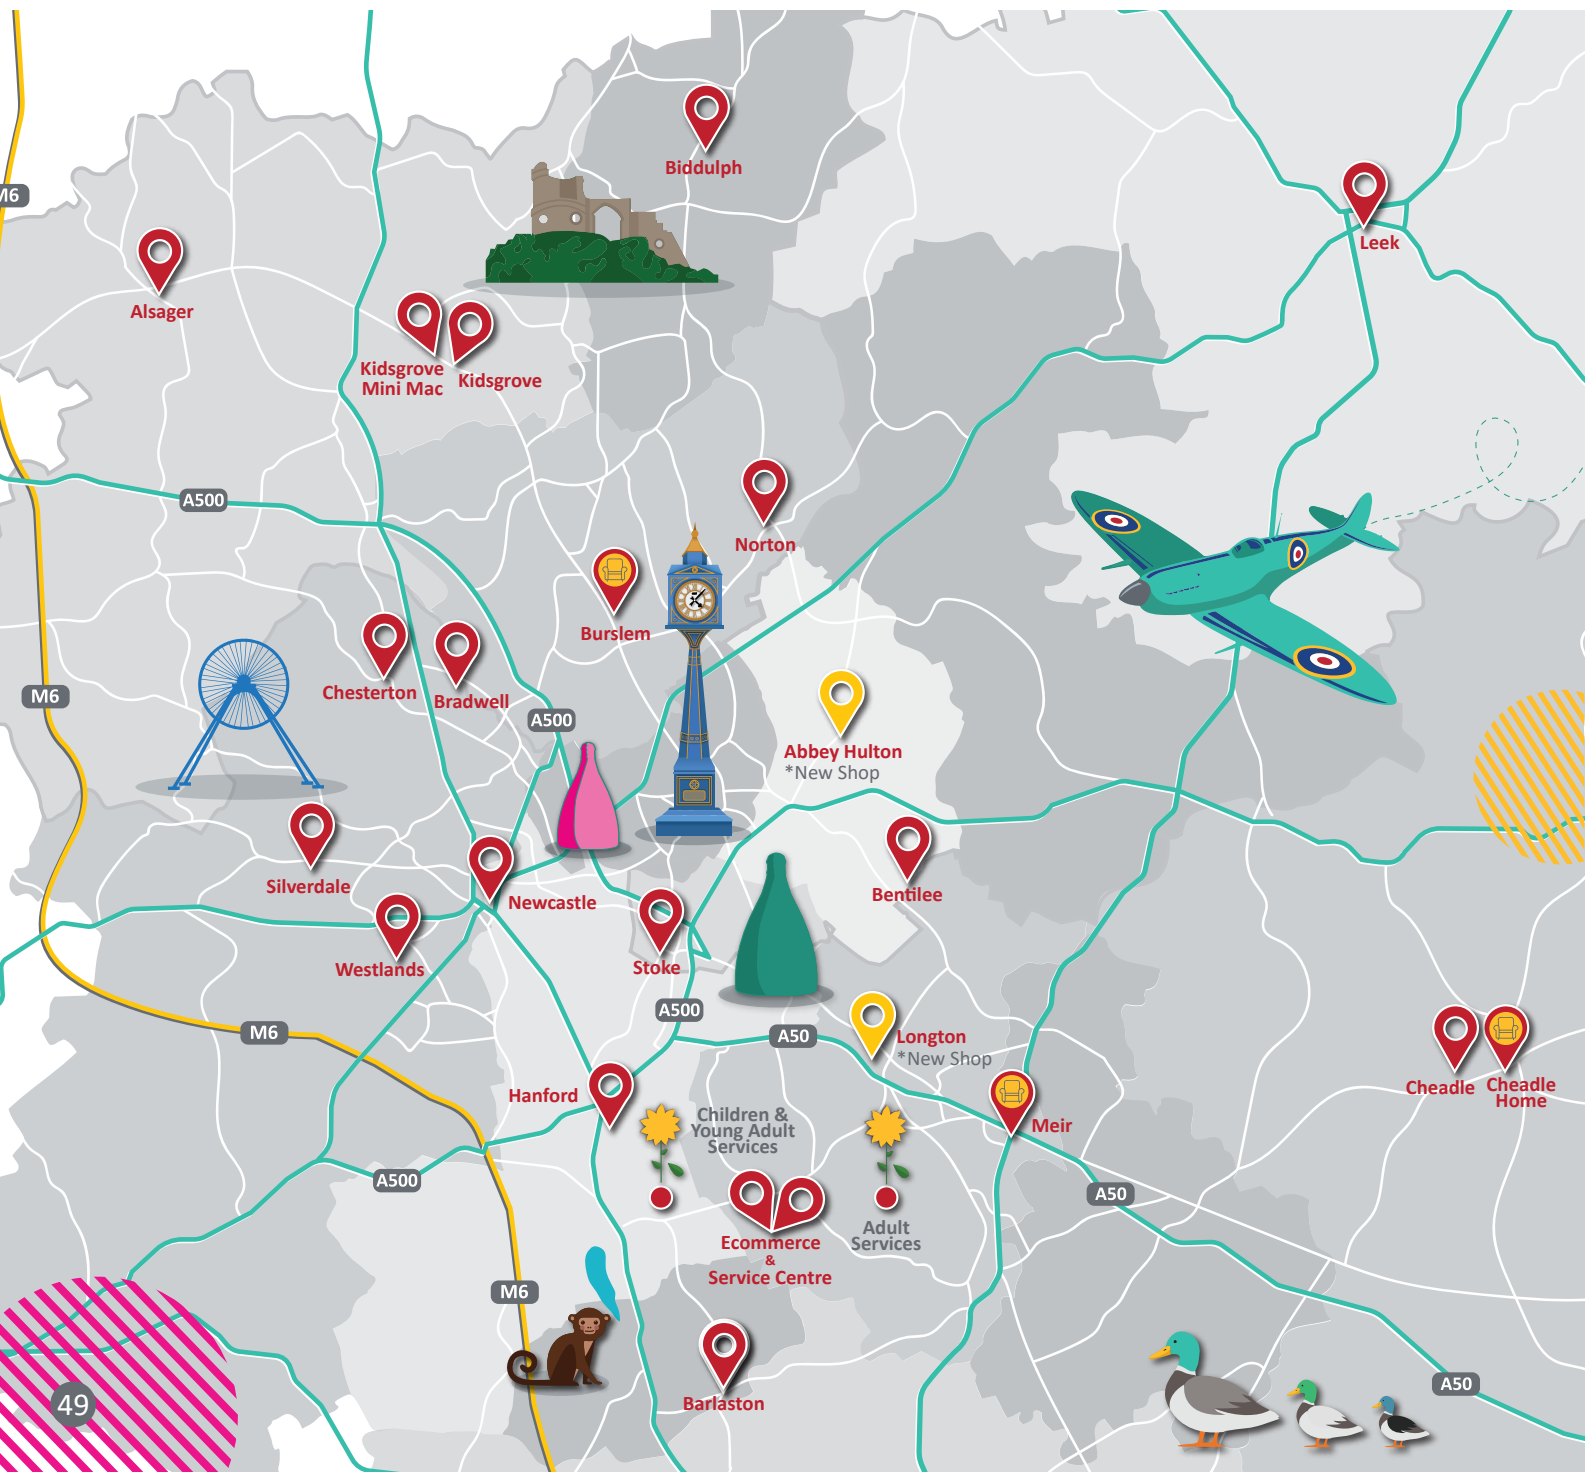 Biddulph
M6
Leek
Alsager
Kidsgrove
Mini Mac
Kidsgrove
A500
Norton
Burslem
Chesterton
Bradwell
M6
A500
Abbey Hulton
*New Shop
Silverdale
Newcastle
Bentilee
Westlands
Stoke
A500
M6
A50
Longton
*New Shop
Cheadle
Cheadle
Home
Hanford
Children &
Young Adult
Services
Meir
A500
A50
Adult
Services
Ecommerce
&
Service Centre
M6
A50
Barlaston
49